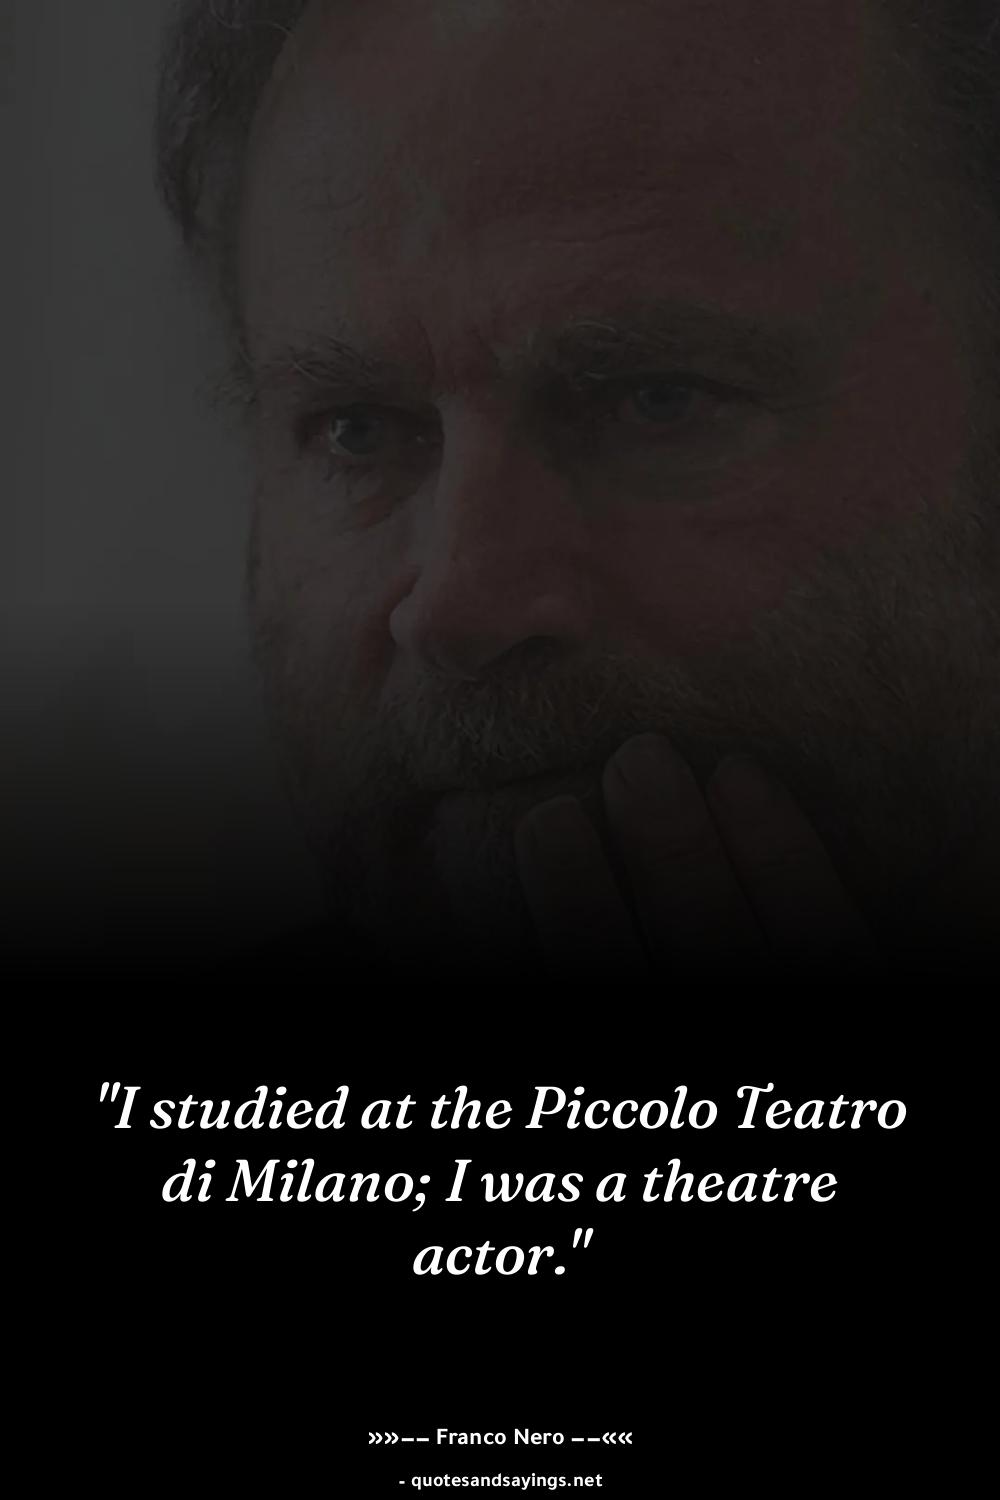 "I studied at the Piccolo Teatro
di Milano; I was a theatre
actor."
»»–– Franco Nero ––««
- quotesandsayings.net